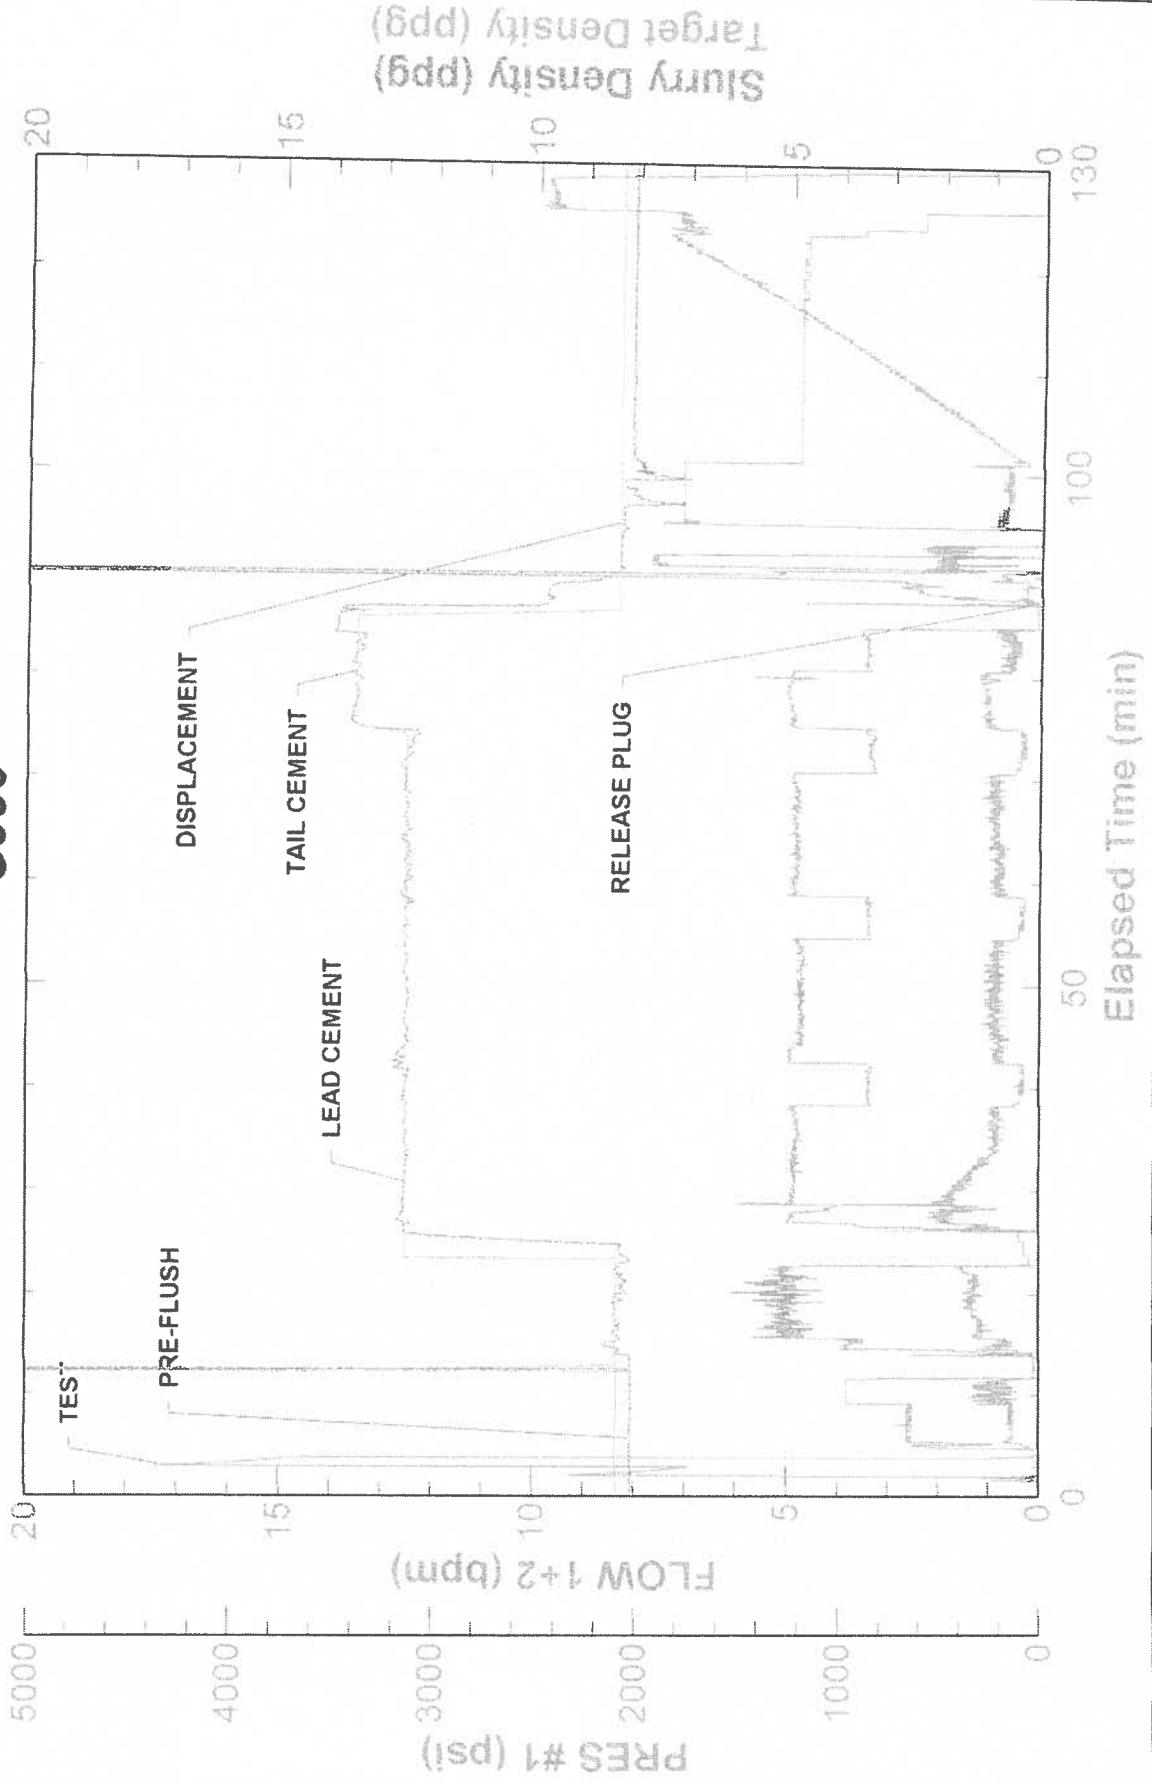 TES
PRE-FLUSH
LEAD CEMENT
TAIL CEMENT
DISPLACEMENT
RELEASE PLUG
PRES #1 (psi)
5000
4000
3000
2000
1000
0
FLOW 1+2 (bpm)
20
15
10
5
0
Slurry Density (ppg)
Target Density (ppg)
20
15
10
5
0
0
50
100
130
Elapsed Time (min)